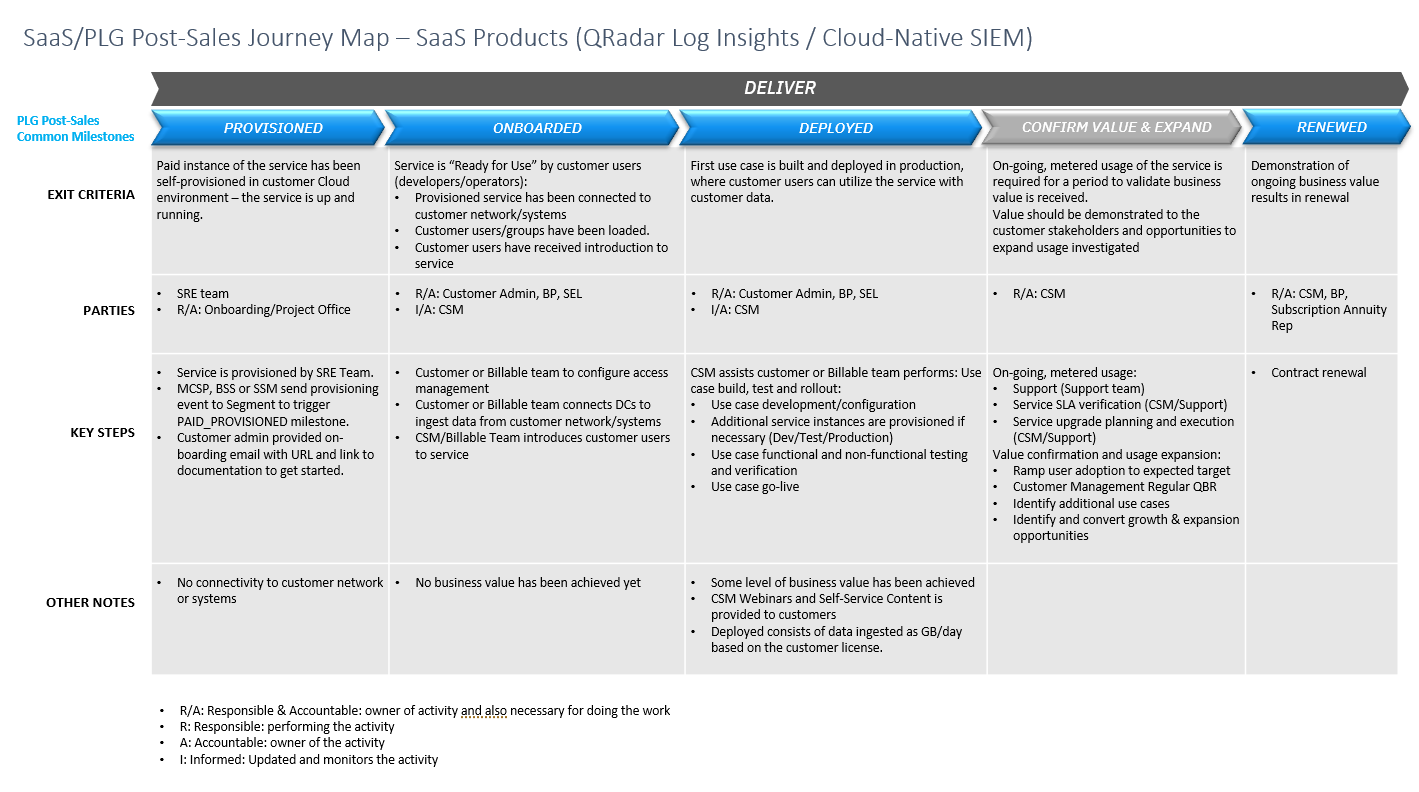 SaaS/PLG Post-Sales Journey Map – SaaS Products (QRadar Log Insights / Cloud-Native SIEM)
DELIVER
PLG Post-Sales
Common Milestones
PROVISIONED
ONBOARDED
DEPLOYED
CONFIRM VALUE & EXPAND
RENEWED
EXIT CRITERIA
Paid instance of the service has been
self-provisioned in customer Cloud
environment – the service is up and
running.
Service is “Ready for Use” by customer users
(developers/operators):
• Provisioned service has been connected to
customer network/systems
• Customer users/groups have been loaded.
• Customer users have received introduction to
service
First use case is built and deployed in production,
where customer users can utilize the service with
customer data.
On-going, metered usage of the service is
required for a period to validate business
value is received.
Value should be demonstrated to the
customer stakeholders and opportunities to
expand usage investigated
Demonstration of
ongoing business value
results in renewal
PARTIES
• SRE team
• R/A: Onboarding/Project Office
• R/A: Customer Admin, BP, SEL
• I/A: CSM
• R/A: Customer Admin, BP, SEL
• I/A: CSM
• R/A: CSM
• R/A: CSM, BP,
Subscription Annuity
Rep
KEY STEPS
• Service is provisioned by SRE Team.
• MCSP, BSS or SSM send provisioning
event to Segment to trigger
PAID_PROVISIONED milestone.
• Customer admin provided on-
boarding email with URL and link to
documentation to get started.
• Customer or Billable team to configure access
management
• Customer or Billable team connects DCs to
ingest data from customer network/systems
• CSM/Billable Team introduces customer users
to service
CSM assists customer or Billable team performs: Use
case build, test and rollout:
• Use case development/configuration
• Additional service instances are provisioned if
necessary (Dev/Test/Production)
• Use case functional and non-functional testing
and verification
• Use case go-live
On-going, metered usage:
• Support (Support team)
• Service SLA verification (CSM/Support)
• Service upgrade planning and execution
(CSM/Support)
Value confirmation and usage expansion:
• Ramp user adoption to expected target
• Customer Management Regular QBR
• Identify additional use cases
• Identify and convert growth & expansion
opportunities
• Contract renewal
OTHER NOTES
• No connectivity to customer network
or systems
• No business value has been achieved yet
• Some level of business value has been achieved
• CSM Webinars and Self-Service Content is
provided to customers
• Deployed consists of data ingested as GB/day
based on the customer license.
• R/A: Responsible & Accountable: owner of activity and also necessary for doing the work
• R: Responsible: performing the activity
• A: Accountable: owner of the activity
• I: Informed: Updated and monitors the activity